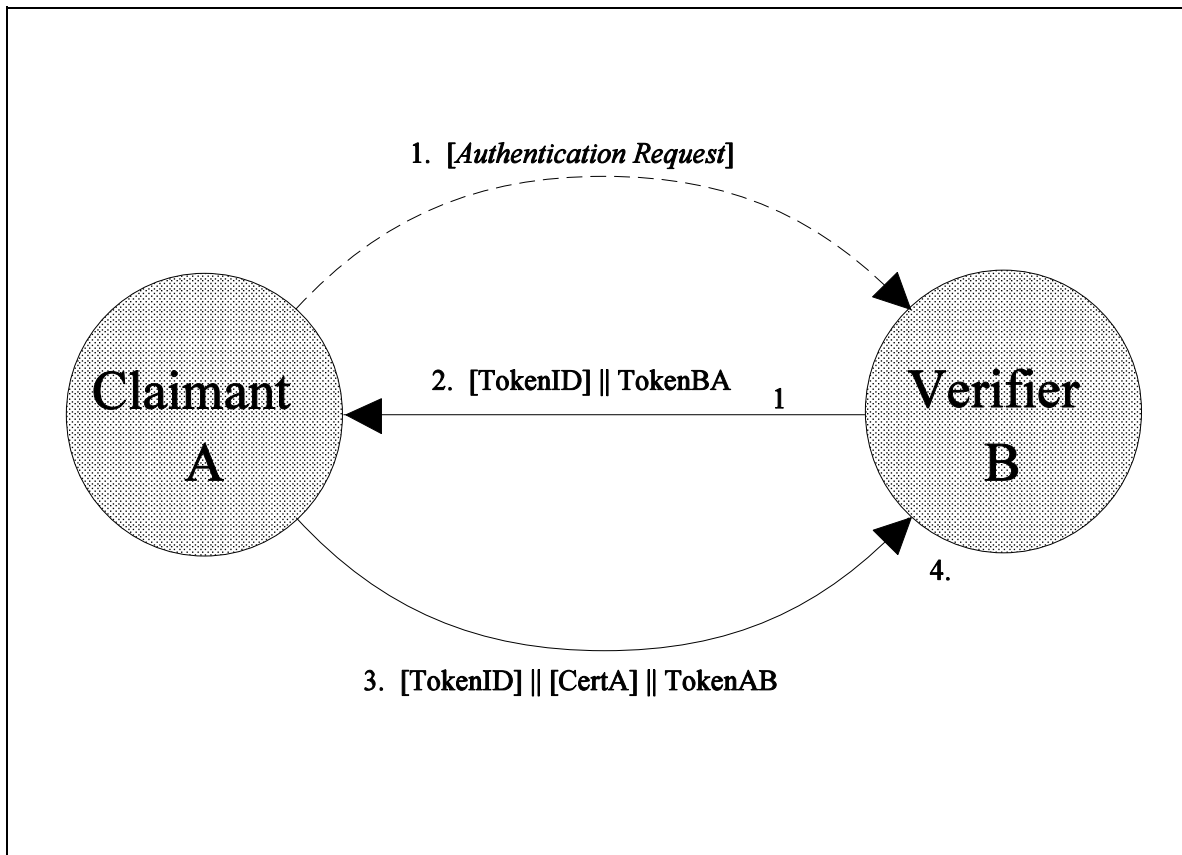 1. [Authentication Request]
Claimant
A
2. [TokenID] || TokenBA
1
Verifier
B
4.
3. [TokenID] || [CertA] || TokenAB